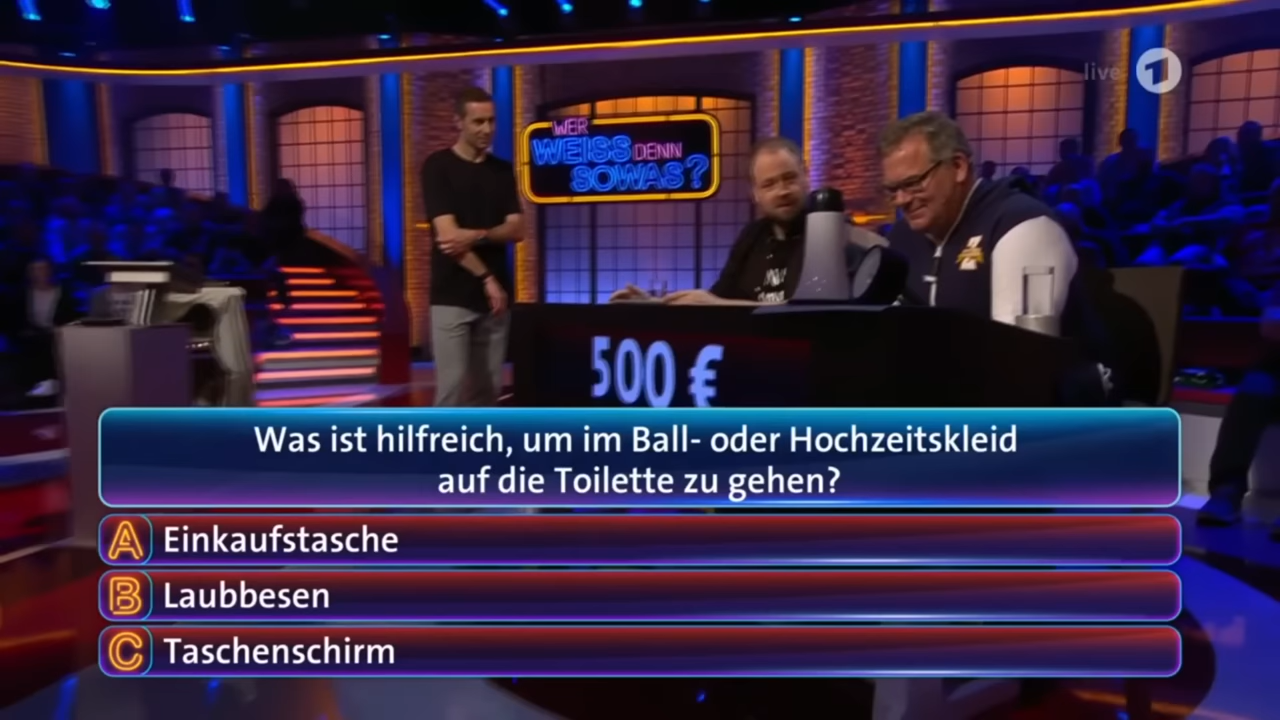 live 1
WER
WEISS DENN
SOWAS?
500 €
Was ist hilfreich, um im Ball- oder Hochzeitskleid
auf die Toilette zu gehen?
A Einkaufstasche
B Laubbesen
C Taschenschirm